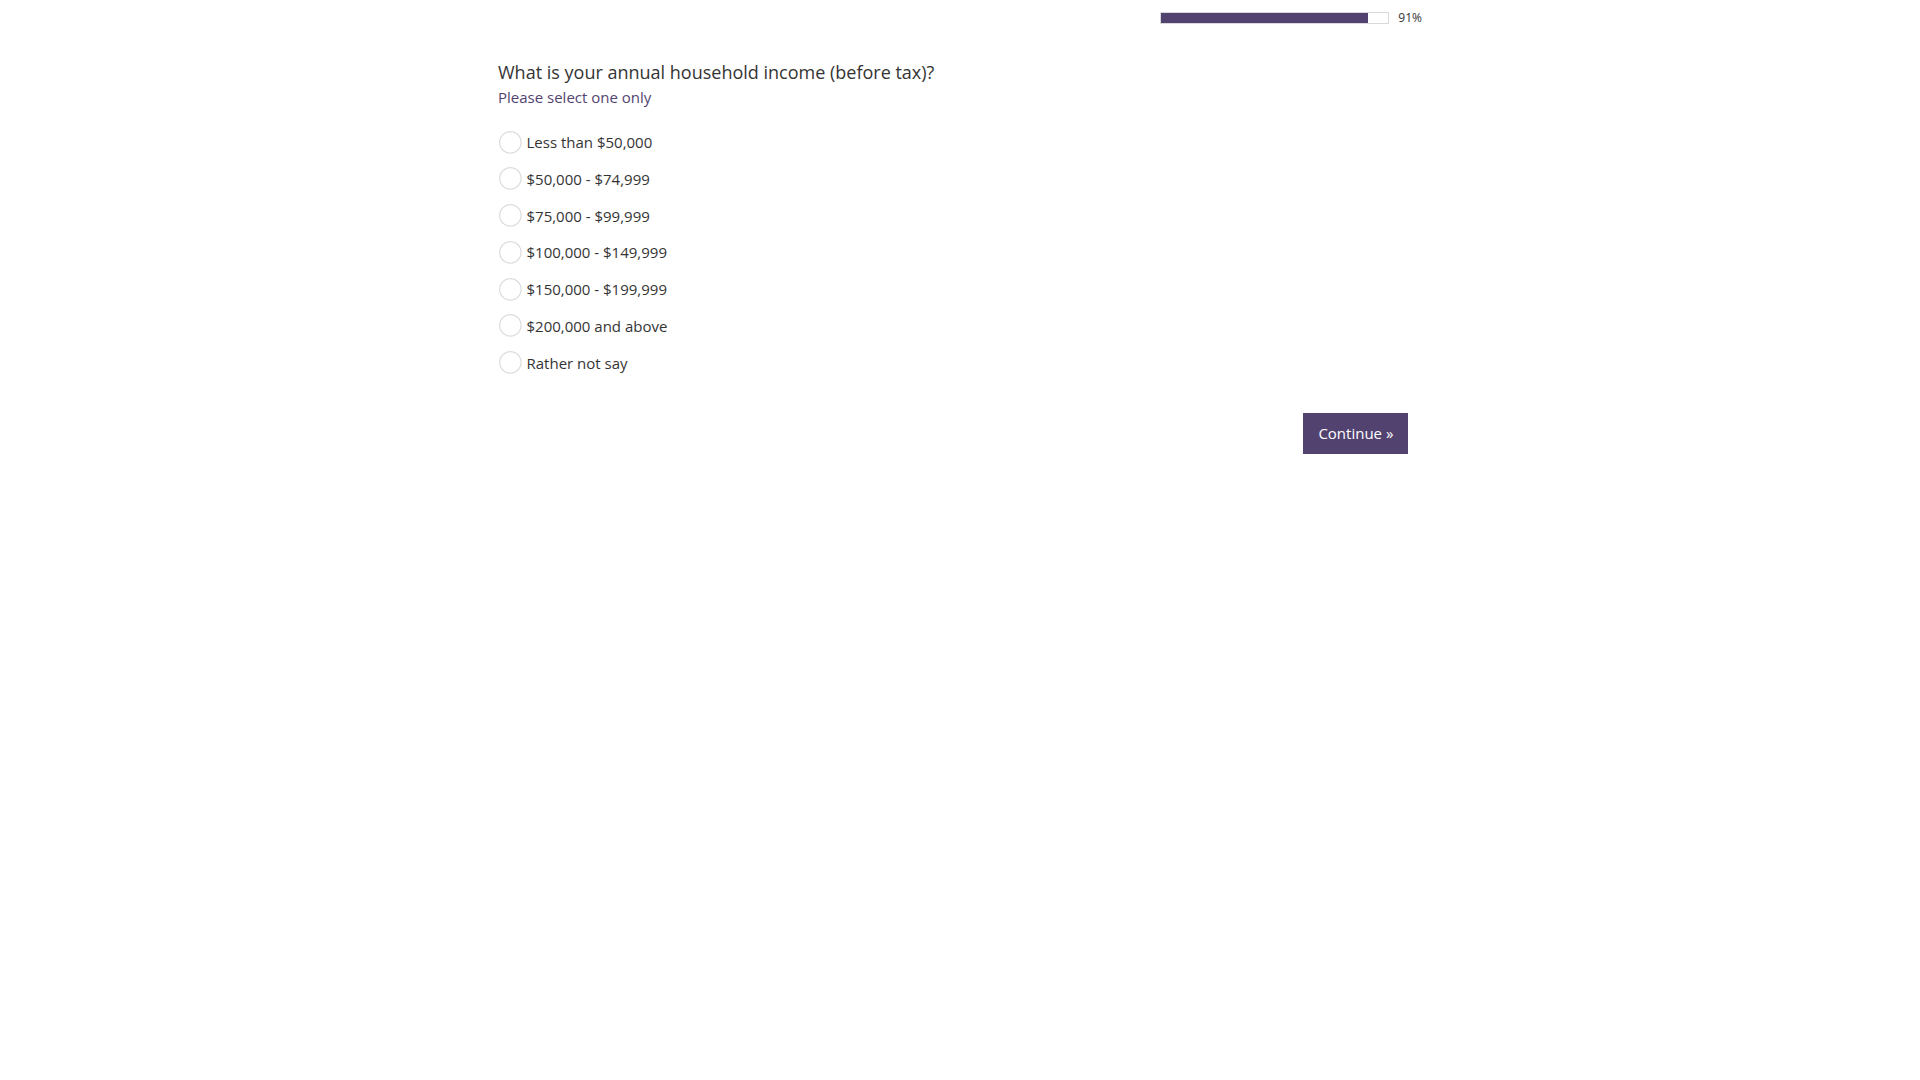 91%
What is your annual household income (before tax)?
Please select one only
Less than $50,000
$50,000 - $74,999
$75,000 - $99,999
$100,000 - $149,999
$150,000 - $199,999
$200,000 and above
Rather not say
Continue »